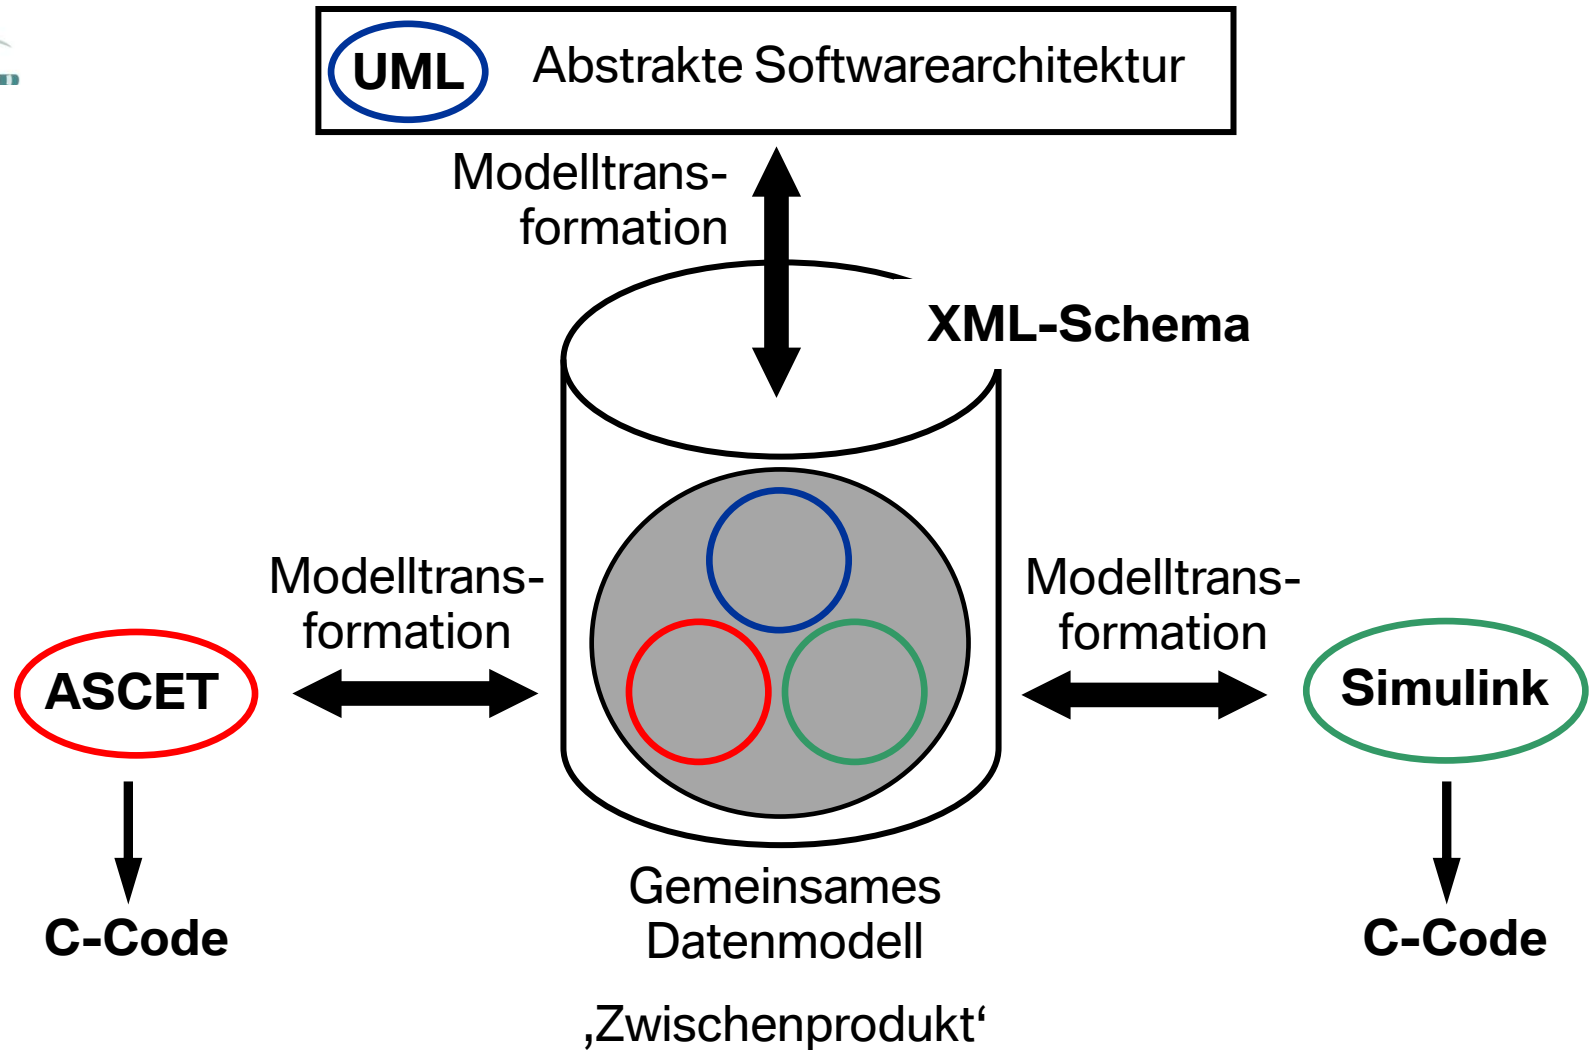 UML Abstrakte Softwarearchitektur
Modelltrans-
formation
XML-Schema
Modelltrans-
formation
Modelltrans-
formation
ASCET
Simulink
C-Code
Gemeinsames
Datenmodell
C-Code
‚Zwischenprodukt‘